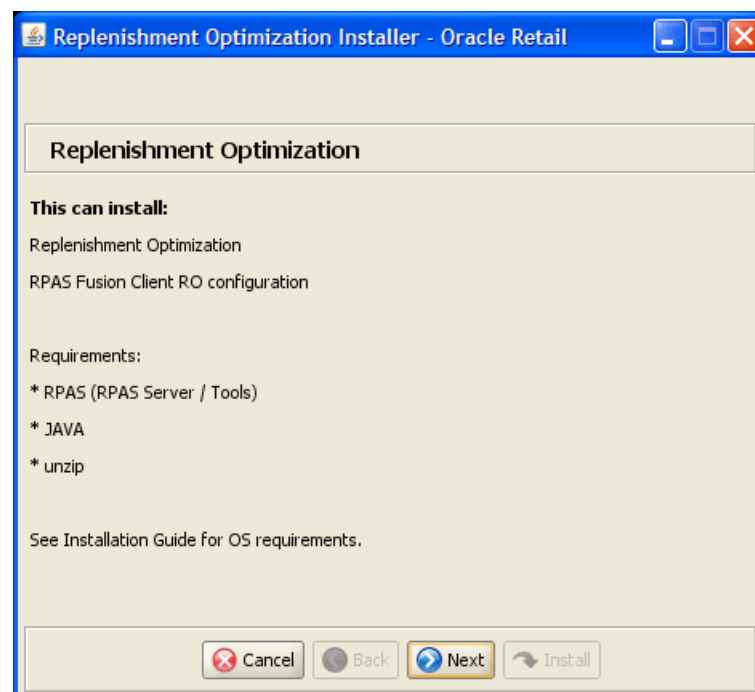 Replenishment Optimization Installer - Oracle Retail
Replenishment Optimization
This can install:
Replenishment Optimization
RPAS Fusion Client RO configuration
Requirements:
* RPAS (RPAS Server / Tools)
* JAVA
* unzip
See Installation Guide for OS requirements.
Cancel Back Next Install